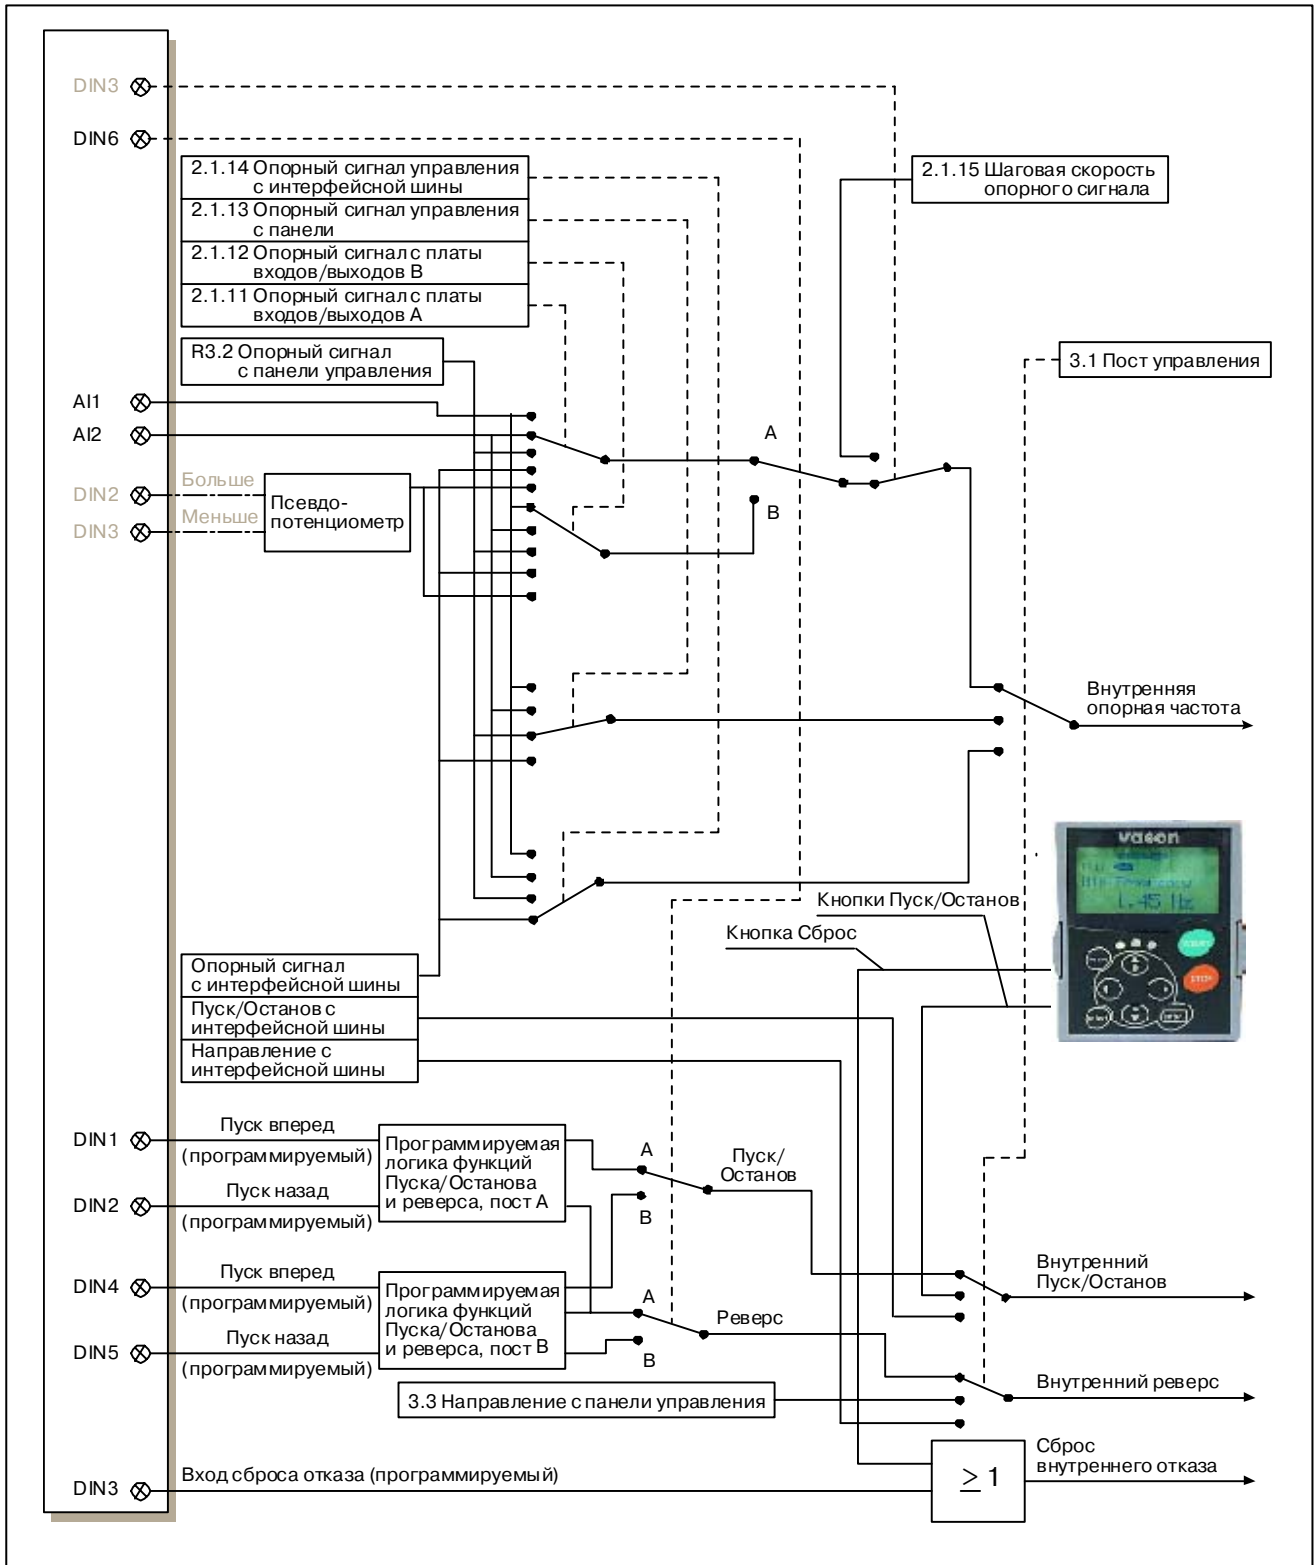 DIN3
DIN6
2.1.14 Опорный сигнал управления
с интерфейсной шины
2.1.13 Опорный сигнал управления
с панели
2.1.12 Опорный сигнал с платы
входов/выходов В
2.1.11 Опорный сигнал с платы
входов/выходов А
2.1.15 Шаговая скорость
опорного сигнала
R3.2 Опорный сигнал
с панели управления
3.1 Пост управления
AI1
AI2
A
B
DIN2
Больше
DIN3
Меньше
Псевдо-
потенциометр
Внутренняя
опорная частота
vacon
1.45 Hz
STOP
Кнопки Пуск/Останов
Кнопка Сброс
Опорный сигнал
с интерфейсной шины
Пуск/Останов с
интерфейсной шины
Направление с
интерфейсной шины
DIN1
Пуск вперед
(программируемый)
DIN2
Пуск назад
(программируемый)
Программируемая
логика функций
Пуска/Останова
и реверса, пост А
A
B
Пуск/
Останов
DIN4
Пуск вперед
(программируемый)
DIN5
Пуск назад
(программируемый)
Программируемая
логика функций
Пуска/Останова
и реверса, пост В
A
B
Реверс
Внутренний
Пуск/Останов
3.3 Направление с панели управления
Внутренний реверс
DIN3
Вход сброса отказа (программируемый)
≥ 1
Сброс
внутреннего отказа